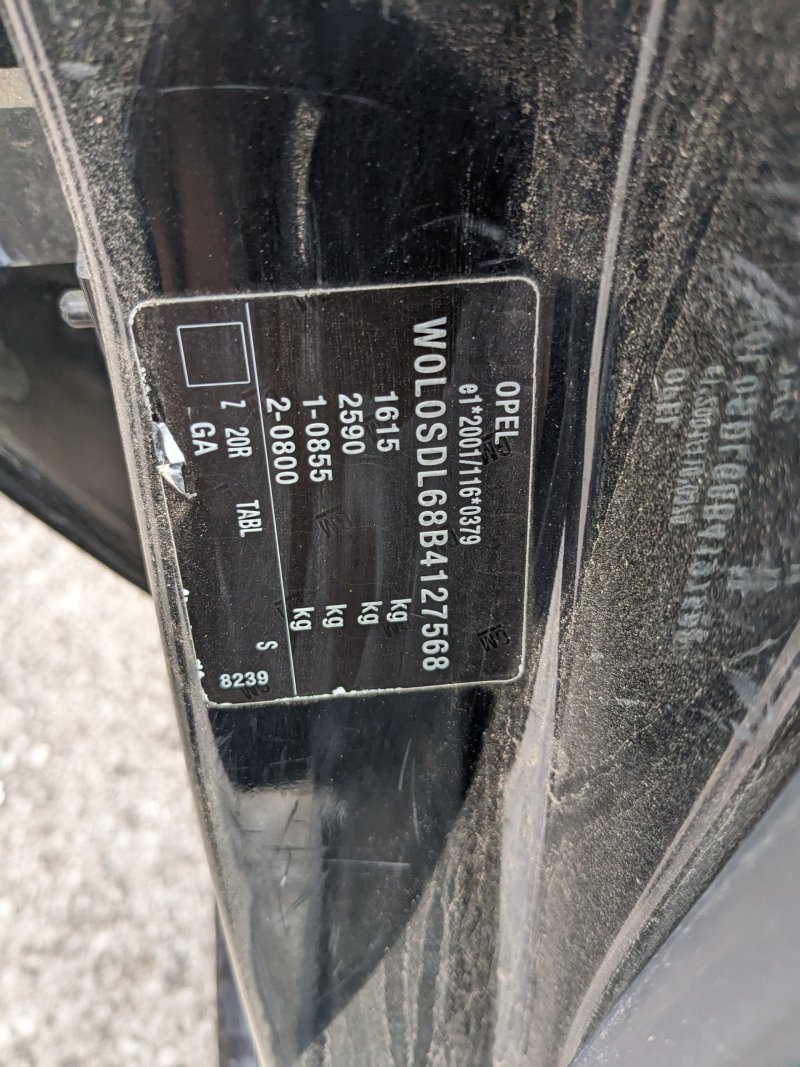 OPEL
e1*2001/116*0379
W0L0SDL68B4127568
1615 kg
2590 kg
1-0855 kg
2-0800 kg
Z 20R TABL S
GA 8239